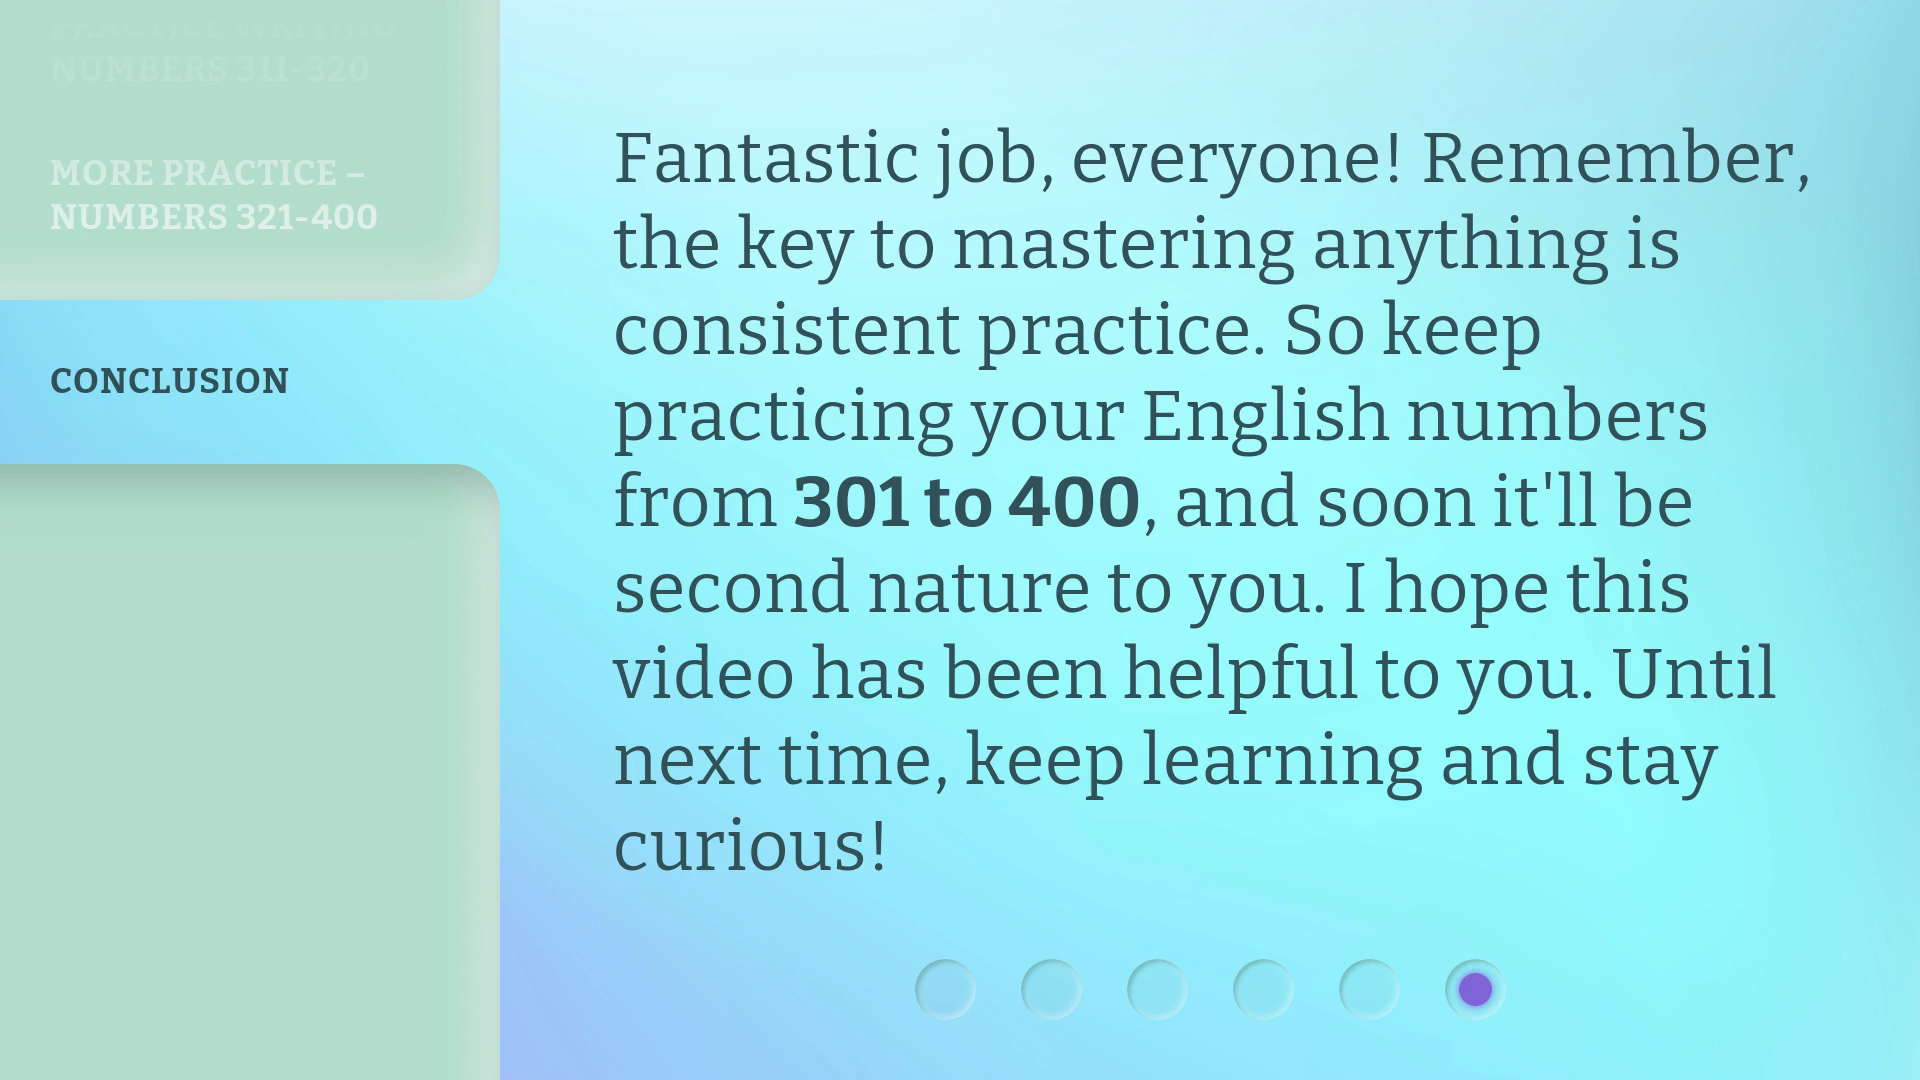 PRACTICE WRITING
NUMBERS 311-320
MORE PRACTICE –
NUMBERS 321-400
CONCLUSION
Fantastic job, everyone! Remember,
the key to mastering anything is
consistent practice. So keep
practicing your English numbers
from 301 to 400, and soon it'll be
second nature to you. I hope this
video has been helpful to you. Until
next time, keep learning and stay
curious!